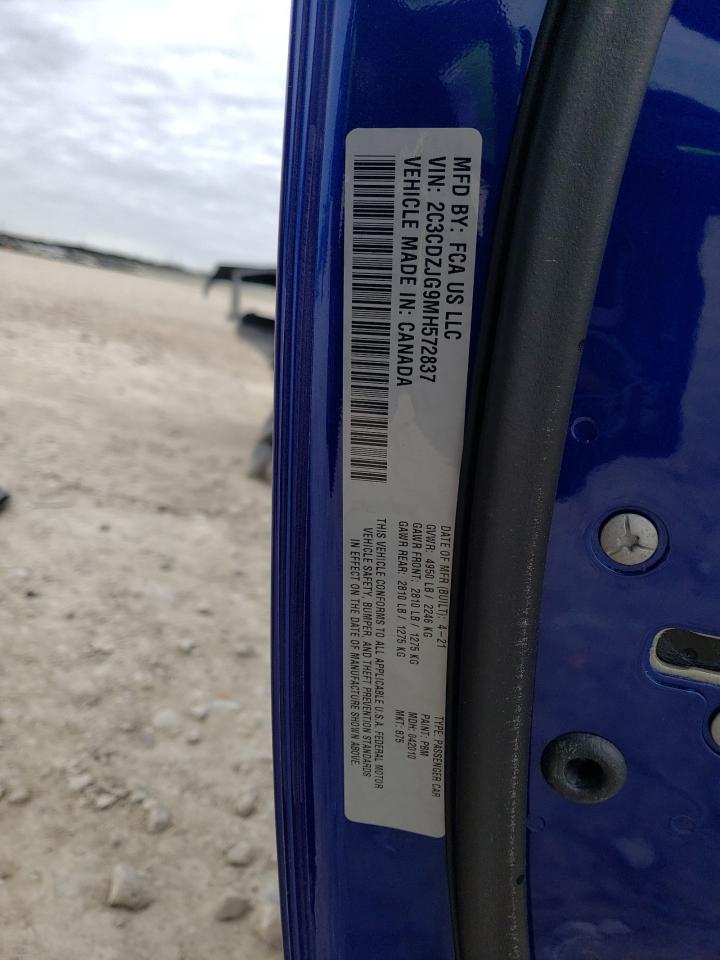 MFD BY: FCA US LLC
VIN: 2C3CDZJG9MH572837
VEHICLE MADE IN: CANADA
DATE OF MFR (BUILT): 4-21
GVWR: 4950 LB / 2246 KG
GAWR FRONT: 2810 LB / 1275 KG
GAWR REAR: 2810 LB / 1275 KG
TYPE: PASSENGER CAR
PAINT: PBM
MDH: 042010
MKT: 875
THIS VEHICLE CONFORMS TO ALL APPLICABLE U.S.A. FEDERAL MOTOR
VEHICLE SAFETY, BUMPER, AND THEFT PREVENTION STANDARDS
IN EFFECT ON THE DATE OF MANUFACTURE SHOWN ABOVE.